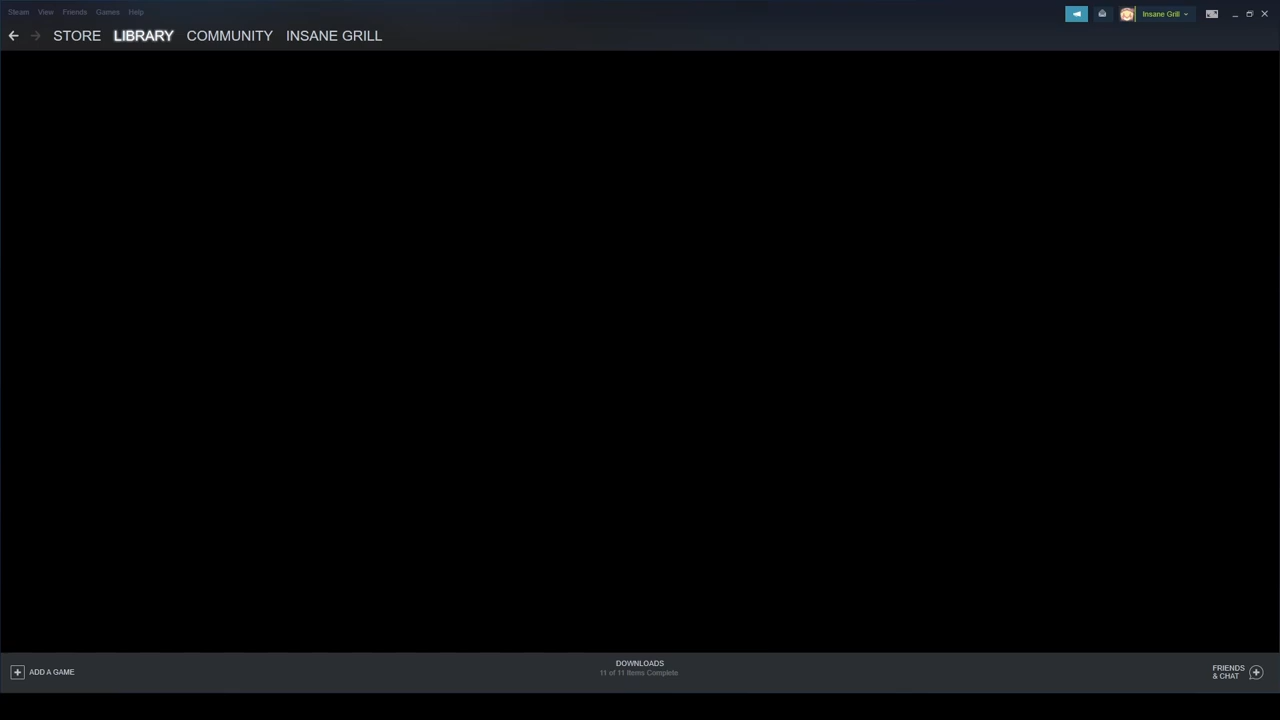 Steam View Friends Games Help
Insane Grill
STORE LIBRARY COMMUNITY INSANE GRILL
ADD A GAME
DOWNLOADS
11 of 11 Items Complete
FRIENDS
& CHAT